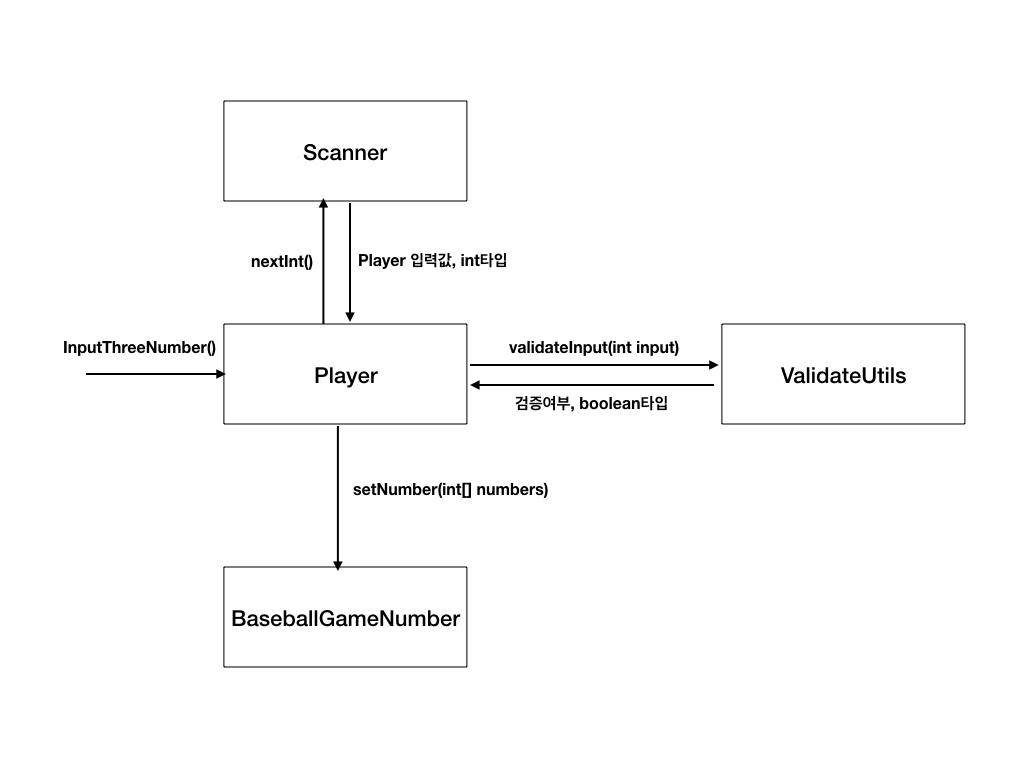 Scanner
nextInt()
Player 입력값, int타입
InputThreeNumber()
Player
validateInput(int input)
검증여부, boolean타입
ValidateUtils
setNumber(int[] numbers)
BaseballGameNumber